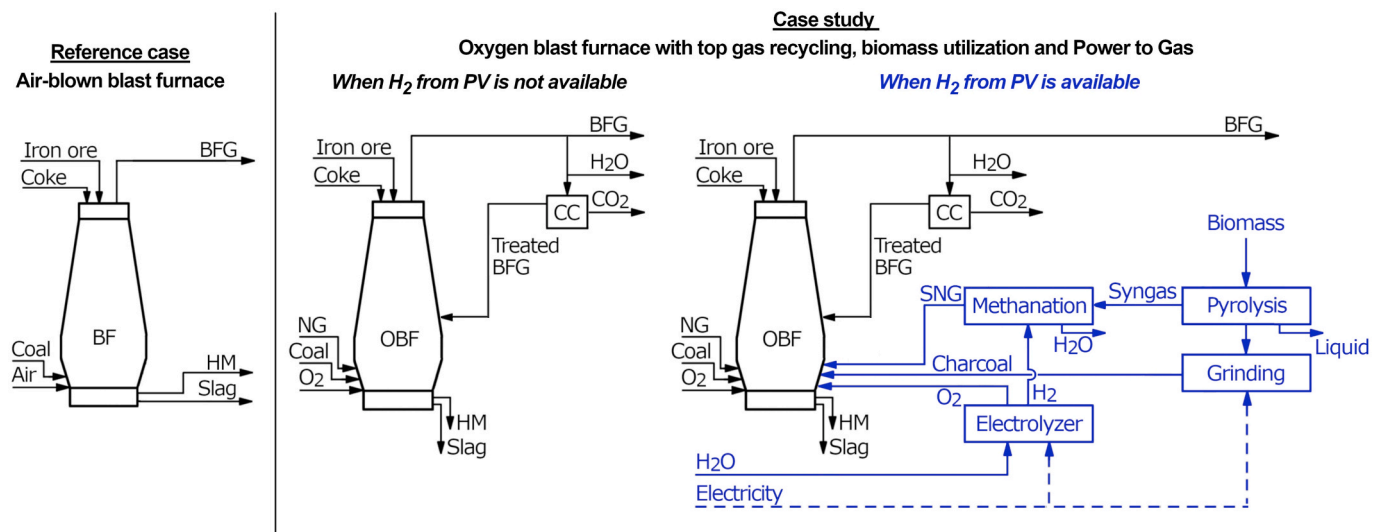 Reference case
Air-blown blast furnace
Iron ore
Coke
BFG
BF
Coal
Air
HM
Slag
Case study
Oxygen blast furnace with top gas recycling, biomass utilization and Power to Gas
When H2 from PV is not available
BFG
Iron ore
Coke
H2O
CC
CO2
Treated
BFG
OBF
NG
Coal
O2
HM
Slag
When H2 from PV is available
BFG
Iron ore
Coke
H2O
CC
CO2
Treated
BFG
Biomass
SNG
Methanation
Syngas
Pyrolysis
OBF
NG
Coal
O2
H2O
Liquid
Charcoal
Grinding
O2
H2
Electrolyzer
HM
Slag
H2O
Electricity